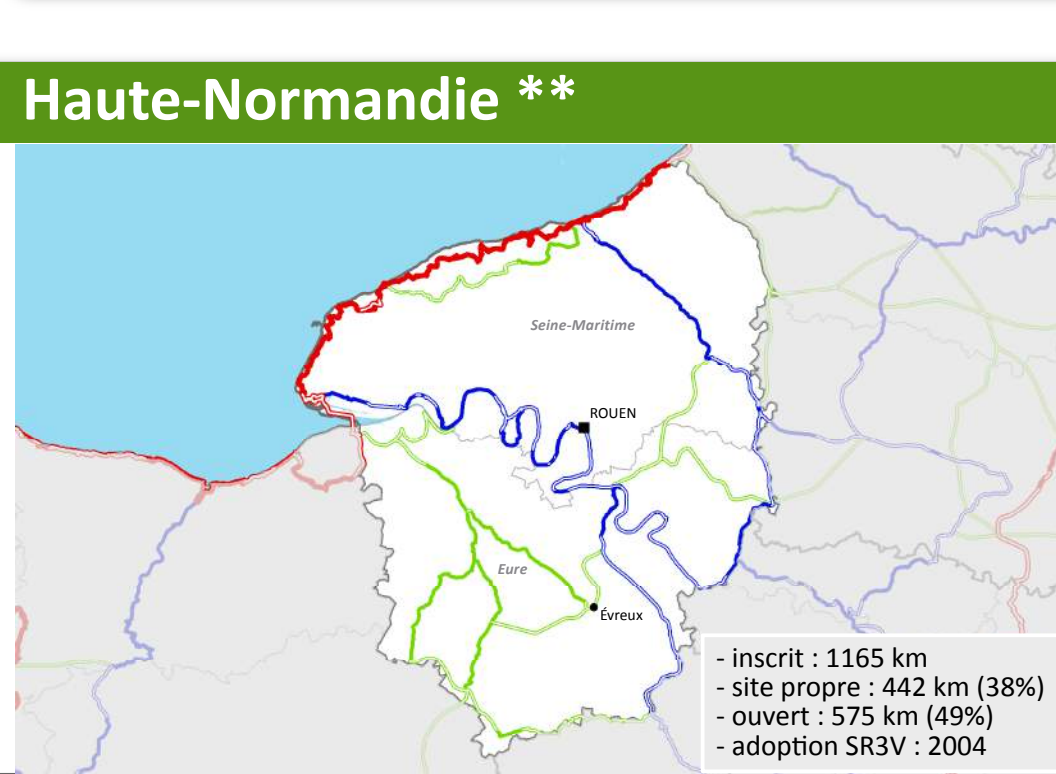 Haute-Normandie **
Seine-Maritime
ROUEN
Eure
Évreux
- inscrit : 1165 km
- site propre : 442 km (38%)
- ouvert : 575 km (49%)
- adoption SR3V : 2004